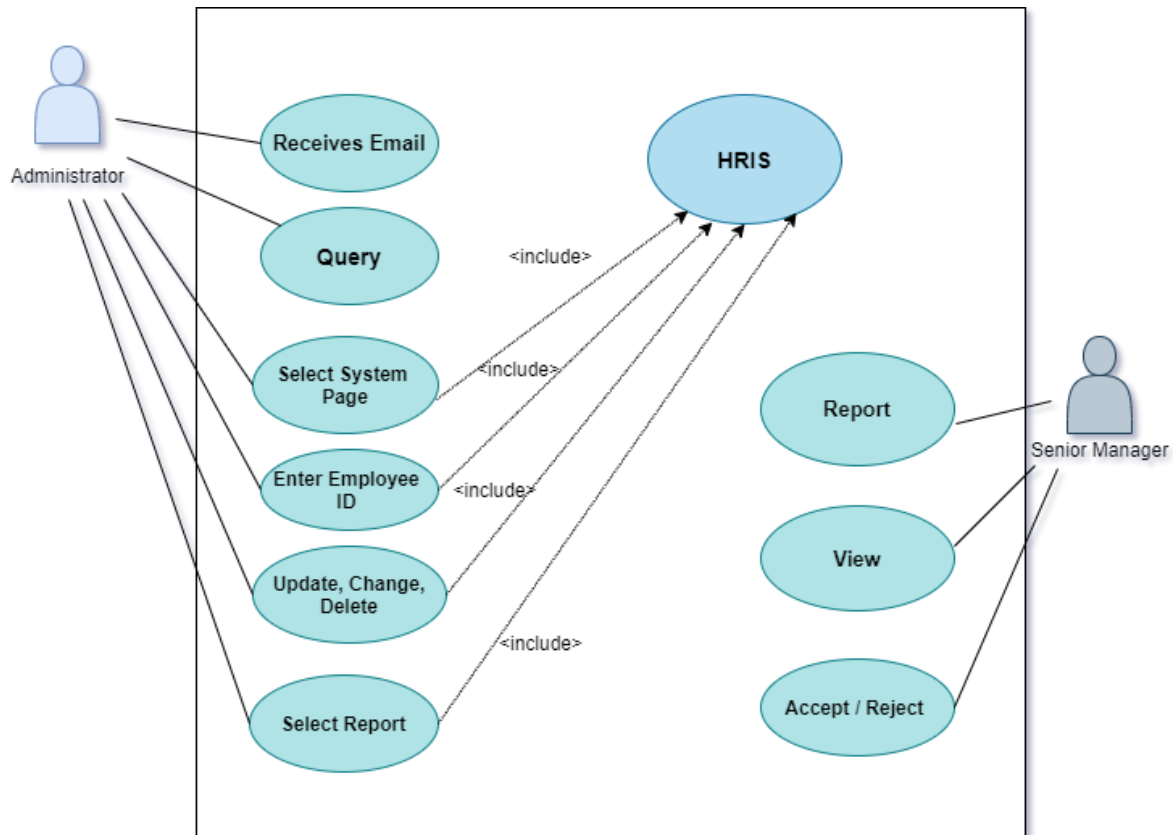 Administrator
Receives Email
Query
Select System
Page
Enter Employee
ID
Update, Change,
Delete
Select Report
<include>
<include>
<include>
<include>
HRIS
Report
View
Accept / Reject
Senior Manager